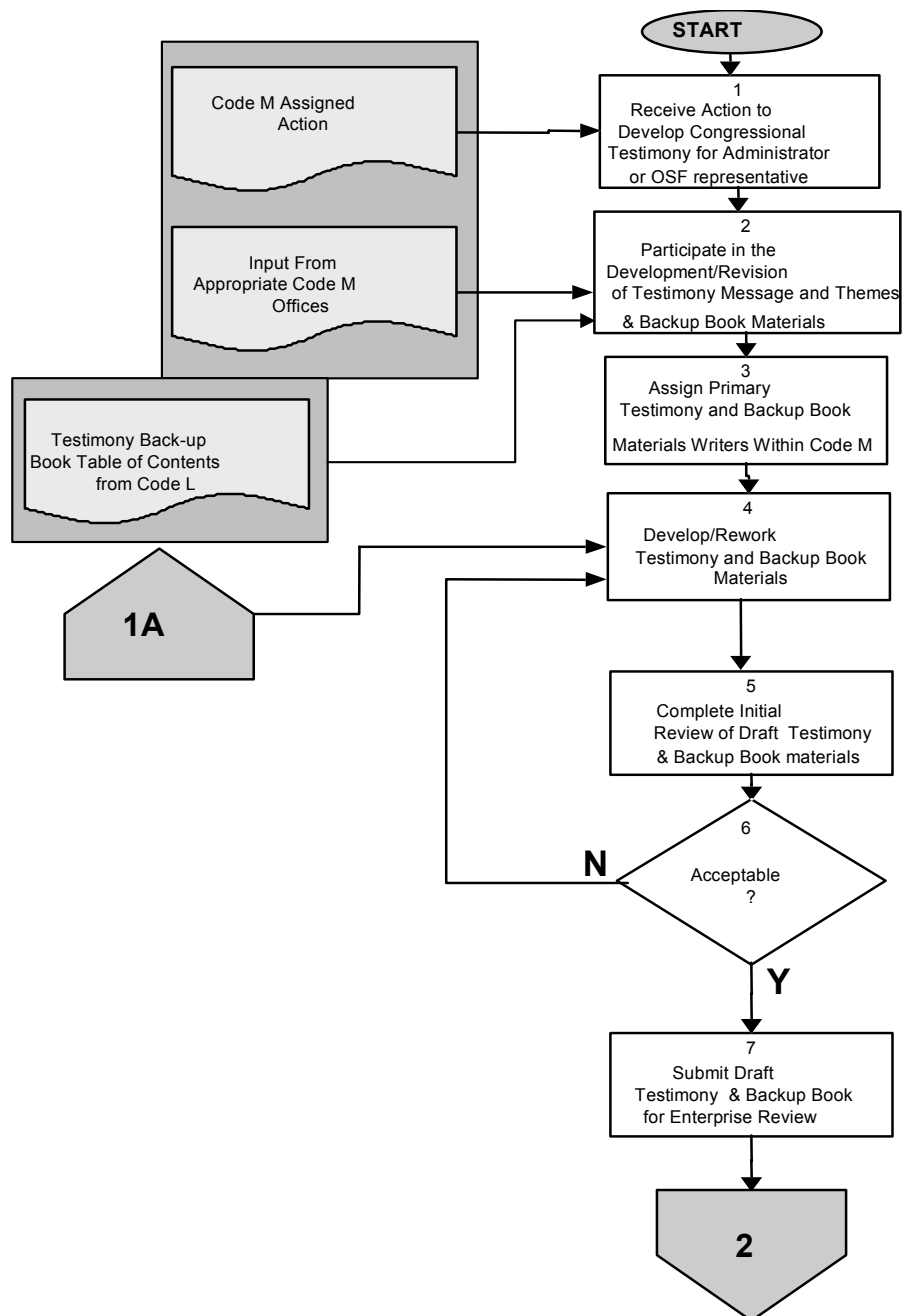 START
Code M Assigned
Action
1
Receive Action to
Develop Congressional
Testimony for Administrator
or OSF representative
Input From
Appropriate Code M
Offices
2
Participate in the
Development/Revision
of Testimony Message and Themes
& Backup Book Materials
Testimony Back-up
Book Table of Contents
from Code L
3
Assign Primary
Testimony and Backup Book
Materials Writers Within Code M
1A
4
Develop/Rework
Testimony and Backup Book
Materials
5
Complete Initial
Review of Draft Testimony
& Backup Book materials
6
Acceptable
?
N
Y
7
Submit Draft
Testimony & Backup Book
for Enterprise Review
2